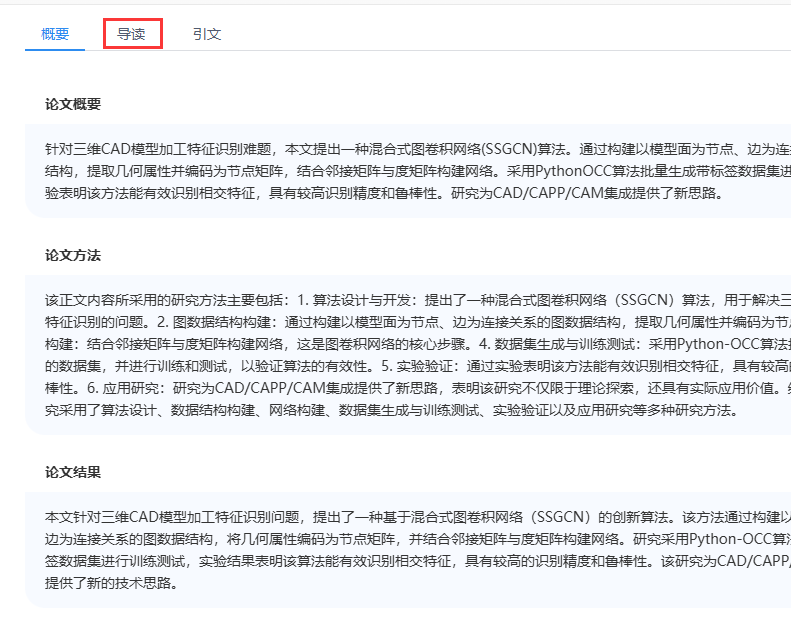 概要 导读 引文
论文概要
针对三维CAD模型加工特征识别难题，本文提出一种混合式图卷积网络(SSGCN)算法。通过构建以模型面为节点、边为连
结构，提取几何属性并编码为节点矩阵，结合邻接矩阵与度矩阵构建网络。采用PythonOCC算法批量生成带标签数据集进
验表明该方法能有效识别相交特征，具有较高识别精度和鲁棒性。研究为CAD/CAPP/CAM集成提供了新思路。
论文方法
该正文内容所采用的研究方法主要包括：1. 算法设计与开发：提出了一种混合式图卷积网络（SSGCN）算法，用于解决三
特征识别的问题。2. 图数据结构构建：通过构建以模型面为节点、边为连接关系的图数据结构，提取几何属性并编码为节点
构建：结合邻接矩阵与度矩阵构建网络，这是图卷积网络的核心步骤。4. 数据集生成与训练测试：采用Python-OCC算法
的数据集，并进行训练和测试，以验证算法的有效性。5. 实验验证：通过实验表明该方法能有效识别相交特征，具有较高的
棒性。6. 应用研究：研究为CAD/CAPP/CAM集成提供了新思路，表明该研究不仅限于理论探索，还具有实际应用价值。
究采用了算法设计、数据结构构建、网络构建、数据集生成与训练测试、实验验证以及应用研究等多种研究方法。
论文结果
本文针对三维CAD模型加工特征识别问题，提出了一种基于混合式图卷积网络（SSGCN）的创新算法。该方法通过构建以
边为连接关系的图数据结构，将几何属性编码为节点矩阵，并结合邻接矩阵与度矩阵构建网络。研究采用Python-OCC算
签数据集进行训练测试，实验结果表明该算法能有效识别相交特征，具有较高的识别精度和鲁棒性。该研究为CAD/CAPP/
提供了新的技术思路。